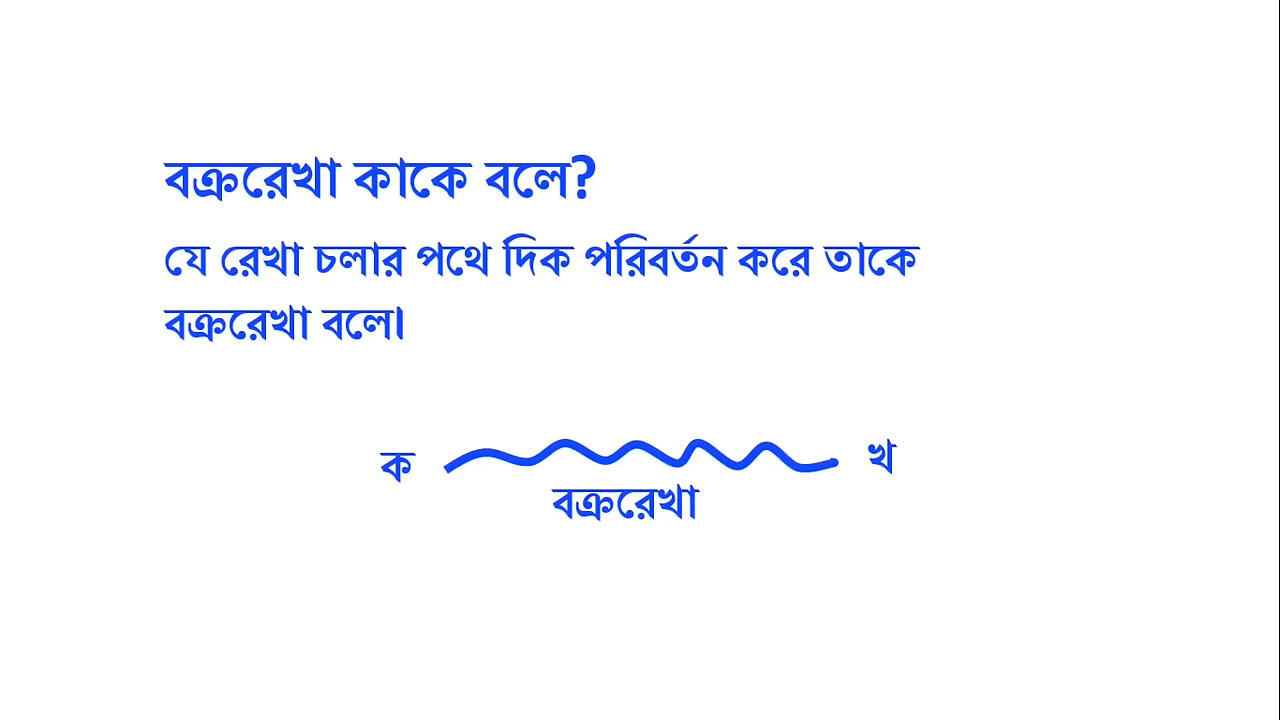 বক্ররেখা কাকে বলে?
যে রেখা চলার পথে দিক পরিবর্তন করে তাকে
বক্ররেখা বলে।
ক খ
বক্ররেখা